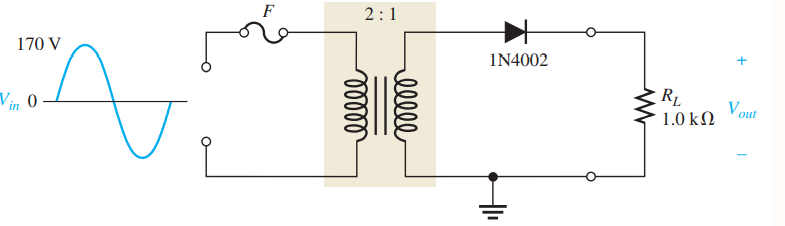 F
2 : 1
170 V
1N4002
+
V_in 0
R_L
1.0 kΩ
V_out
−